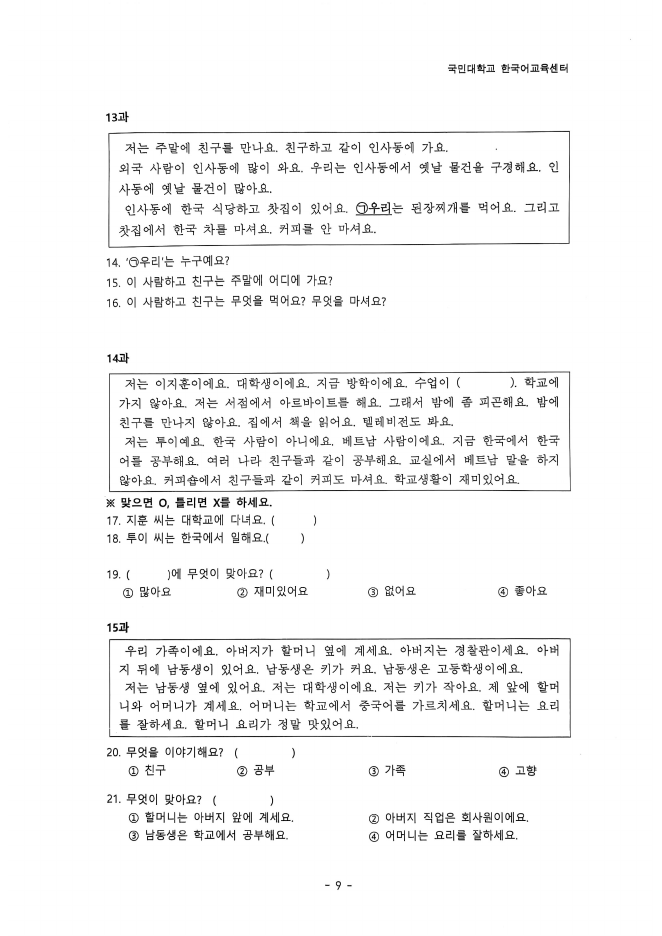 국민대학교 한국어교육센터
13과
저는 주말에 친구를 만나요. 친구하고 같이 인사동에 가요.
외국 사람이 인사동에 많이 와요. 우리는 인사동에서 옛날 물건을 구경해요. 인
사동에 옛날 물건이 많아요.
인사동에 한국 식당하고 찻집이 있어요. ㉠우리는 된장찌개를 먹어요. 그리고
찻집에서 한국 차를 마셔요. 커피를 안 마셔요.
14. '㉠우리'는 누구예요?
15. 이 사람하고 친구는 주말에 어디에 가요?
16. 이 사람하고 친구는 무엇을 먹어요? 무엇을 마셔요?
14과
저는 이지훈이에요. 대학생이에요. 지금 방학이에요. 수업이 ( ). 학교에
가지 않아요. 저는 서점에서 아르바이트를 해요. 그래서 밤에 좀 피곤해요. 밤에
친구를 만나지 않아요. 집에서 책을 읽어요. 텔레비전도 봐요.
저는 투이예요. 한국 사람이 아니에요. 베트남 사람이에요. 지금 한국에서 한국
어를 공부해요. 여러 나라 친구들과 같이 공부해요. 교실에서 베트남 말을 하지
않아요. 커피숍에서 친구들과 같이 커피도 마셔요. 학교생활이 재미있어요.
※ 맞으면 O, 틀리면 X를 하세요.
17. 지훈 씨는 대학교에 다녀요. ( )
18. 투이 씨는 한국에서 일해요.( )
19. ( )에 무엇이 맞아요? ( )
① 많아요 ② 재미있어요 ③ 없어요 ④ 좋아요
15과
우리 가족이에요. 아버지가 할머니 옆에 계세요. 아버지는 경찰관이세요. 아버
지 뒤에 남동생이 있어요. 남동생은 키가 커요. 남동생은 고등학생이에요.
저는 남동생 옆에 있어요. 저는 대학생이에요. 저는 키가 작아요. 제 앞에 할머
니와 어머니가 계세요. 어머니는 학교에서 중국어를 가르치세요. 할머니는 요리
를 잘하세요. 할머니 요리가 정말 맛있어요.
20. 무엇을 이야기해요? ( )
① 친구 ② 공부 ③ 가족 ④ 고향
21. 무엇이 맞아요? ( )
① 할머니는 아버지 앞에 계세요. ② 아버지 직업은 회사원이에요.
③ 남동생은 학교에서 공부해요. ④ 어머니는 요리를 잘하세요.
- 9 -